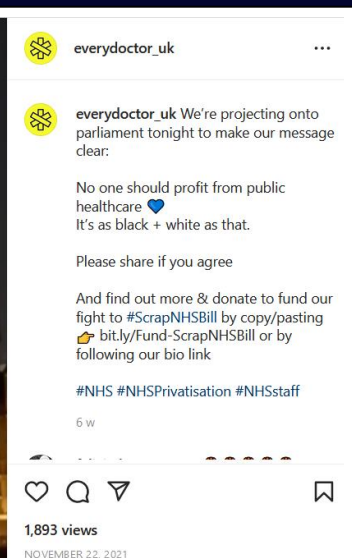 everydoctor_uk
everydoctor_uk We're projecting onto
parliament tonight to make our message
clear:
No one should profit from public
healthcare 💙
It's as black + white as that.
Please share if you agree
And find out more & donate to fund our
fight to #ScrapNHSBill by copy/pasting
👉 bit.ly/Fund-ScrapNHSBill or by
following our bio link
#NHS #NHSPrivatisation #NHSstaff
6 w
1,893 views
NOVEMBER 22, 2021